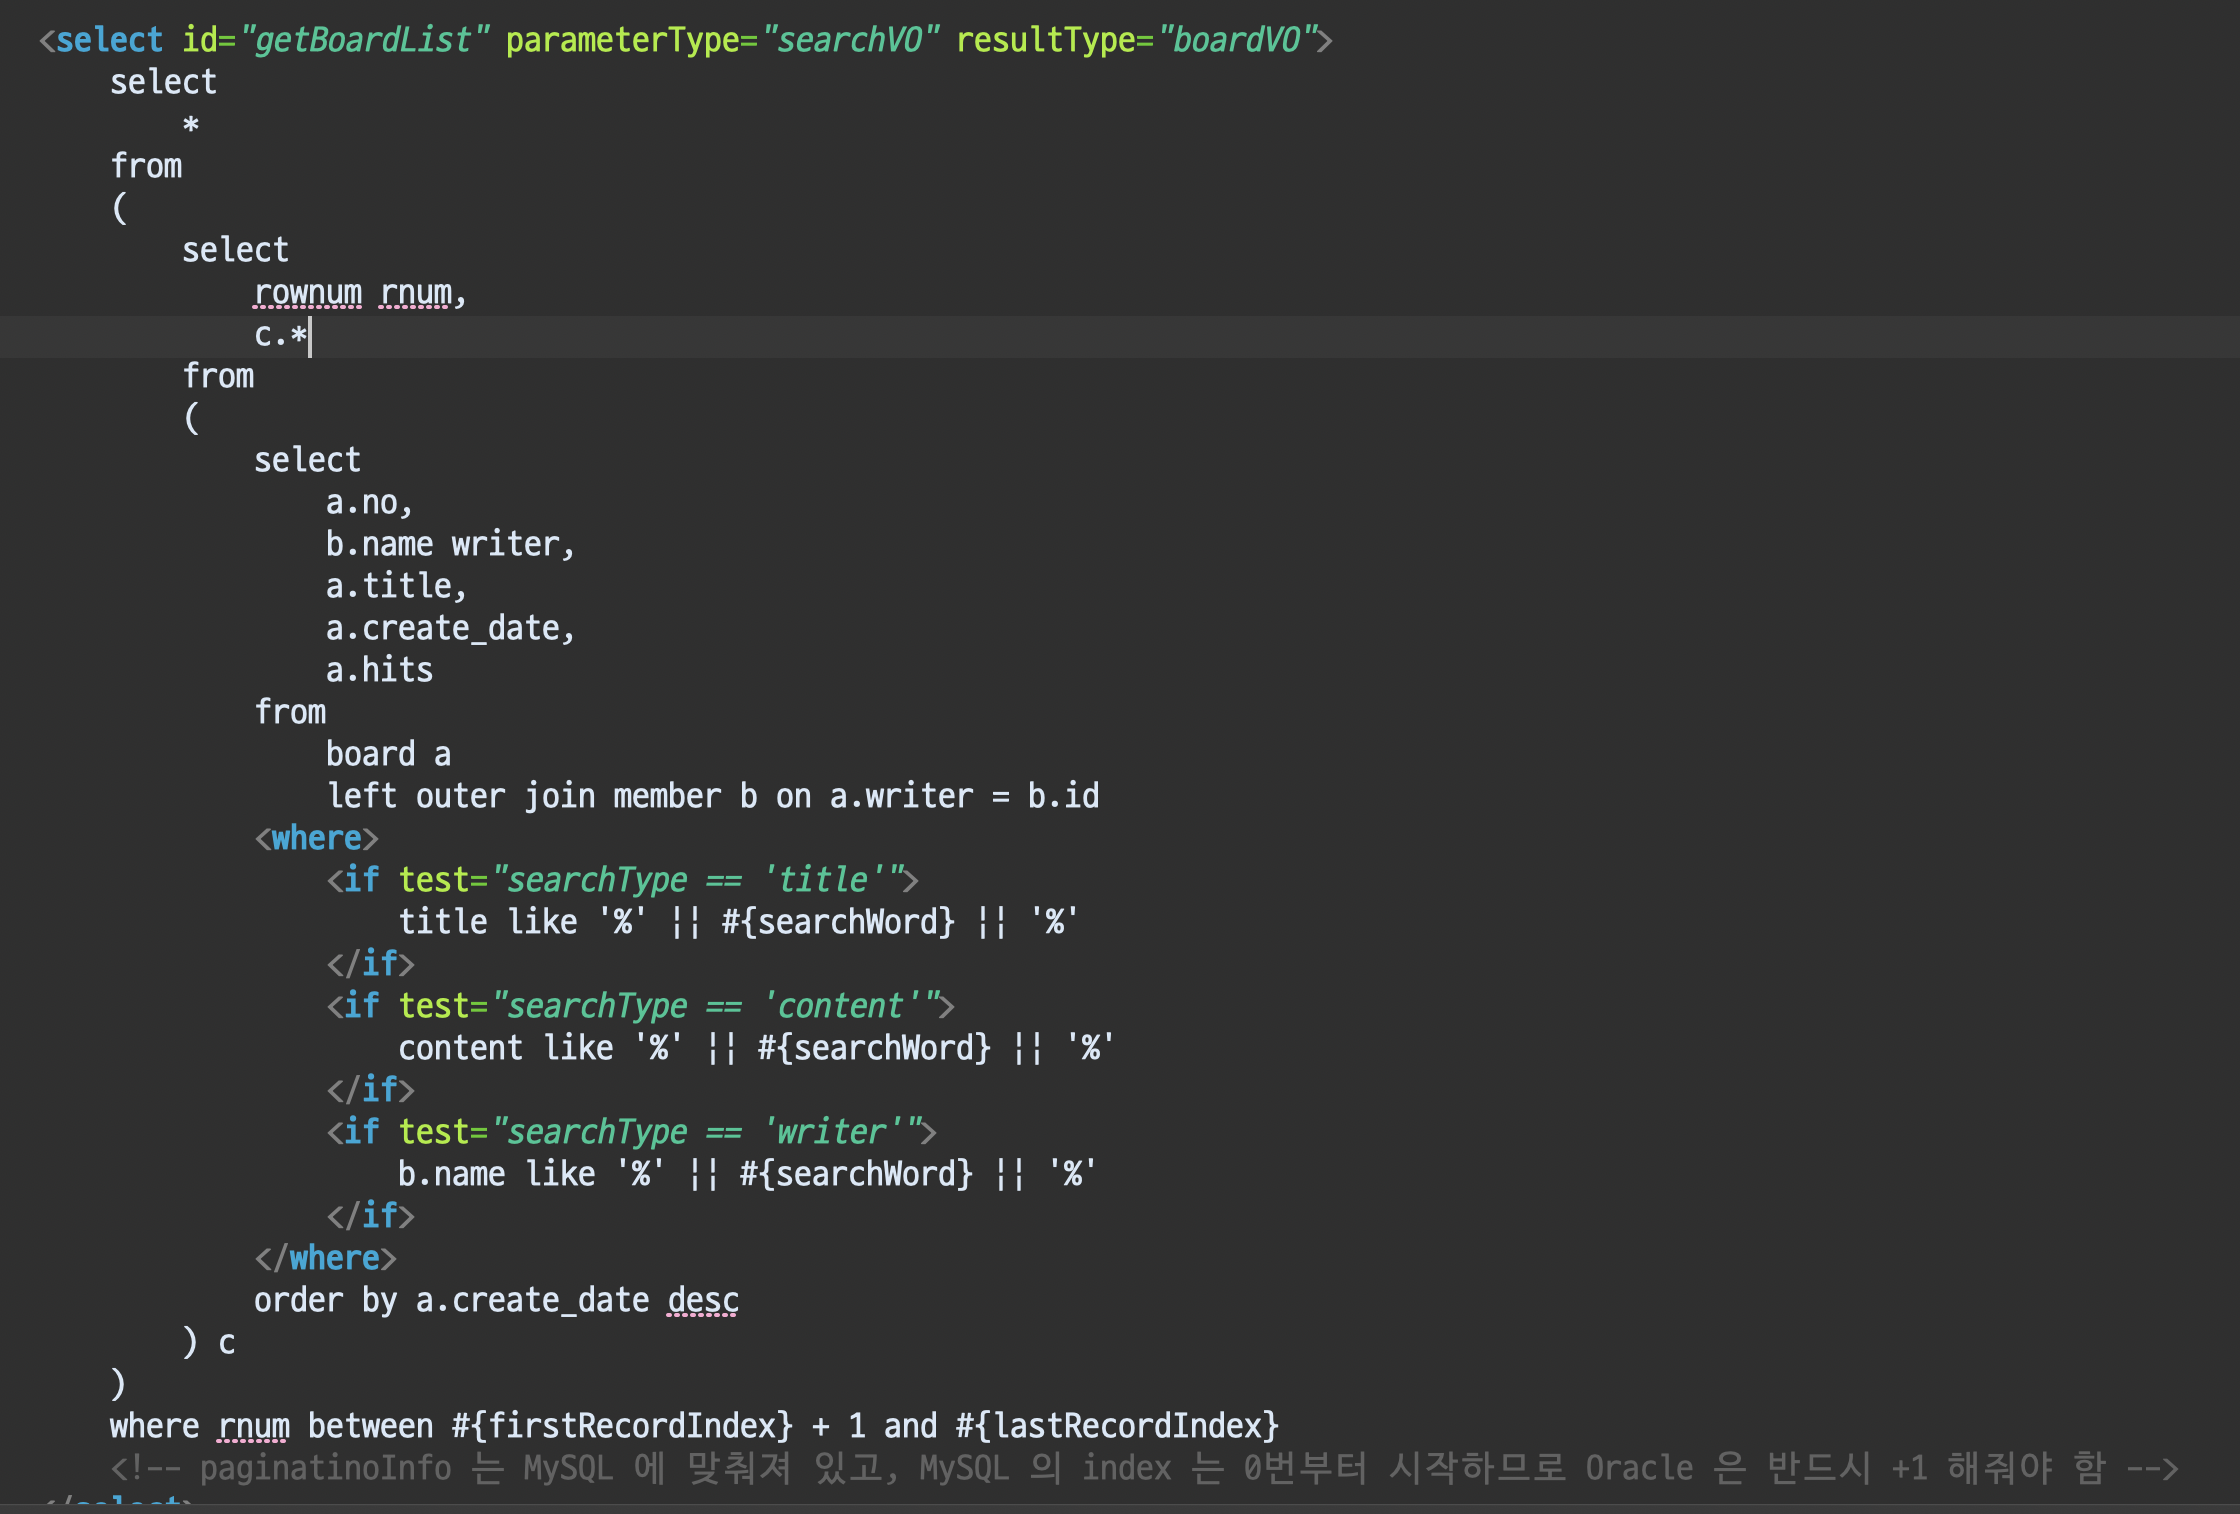 <select id="getBoardList" parameterType="searchVO" resultType="boardVO">
select
*
from
(
select
rownum rnum,
c.*
from
(
select
a.no,
b.name writer,
a.title,
a.create_date,
a.hits
from
board a
left outer join member b on a.writer = b.id
<where>
<if test="searchType == 'title'">
title like '%' || #{searchWord} || '%'
</if>
<if test="searchType == 'content'">
content like '%' || #{searchWord} || '%'
</if>
<if test="searchType == 'writer'">
b.name like '%' || #{searchWord} || '%'
</if>
</where>
order by a.create_date desc
) c
)
where rnum between #{firstRecordIndex} + 1 and #{lastRecordIndex}
<!-- paginatinoInfo 는 MySQL 에 맞춰져 있고, MySQL 의 index 는 0번부터 시작하므로 Oracle 은 반드시 +1 해줘야 함 -->
</select>